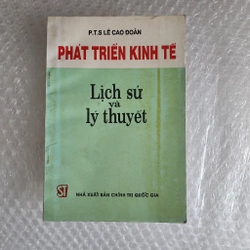 P.T.S LÊ CAO ĐOÀN
PHÁT TRIỂN KINH TẾ
Lịch sử
và
lý thuyết
ST
NHÀ XUẤT BẢN CHÍNH TRỊ QUỐC GIA